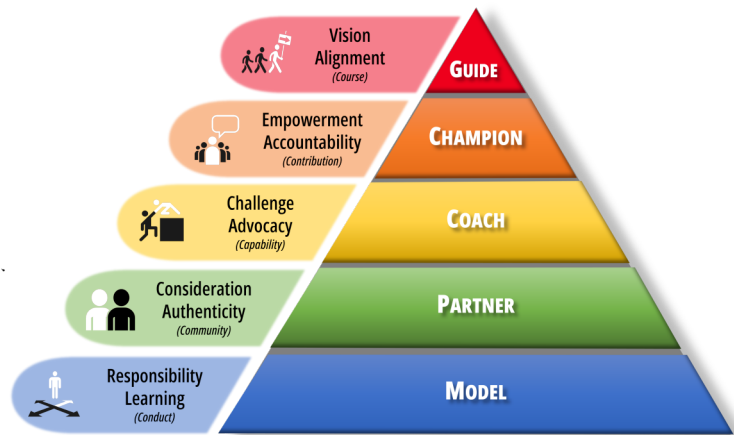 Vision
Alignment
(Course)
GUIDE
Empowerment
Accountability
(Contribution)
CHAMPION
Challenge
Advocacy
(Capability)
COACH
Consideration
Authenticity
(Community)
PARTNER
Responsibility
Learning
(Conduct)
MODEL